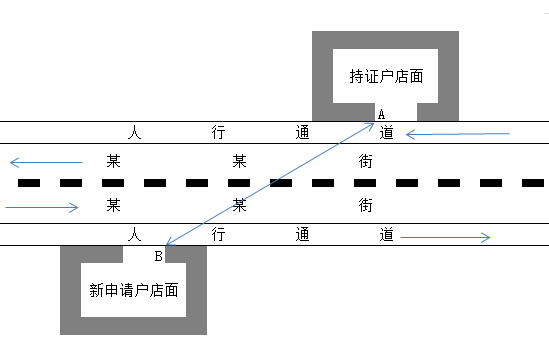 持证户店面
A
人 行 通 道
某 某 街
某 某 街
人 行 通 道
B
新申请户店面